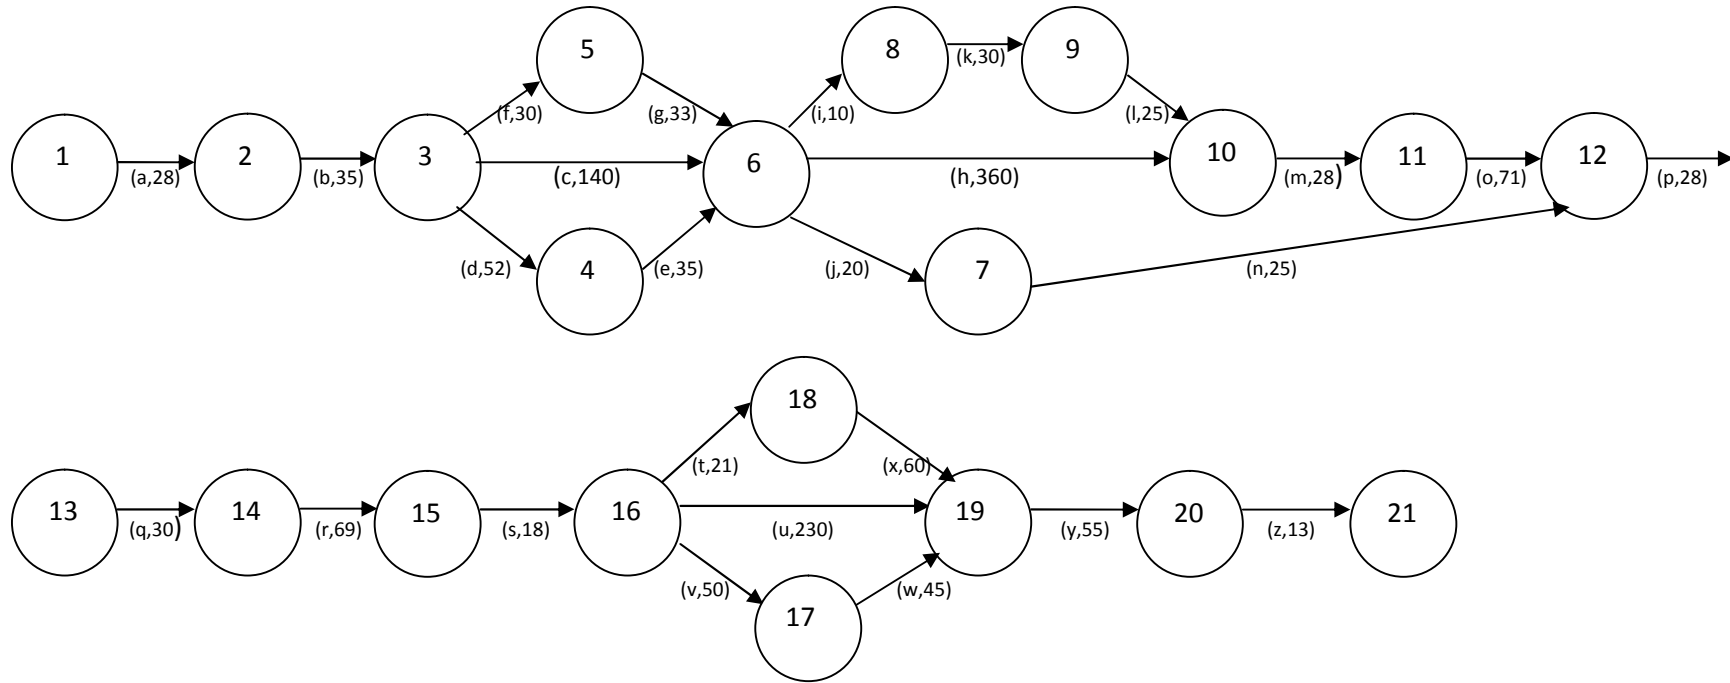 5
8
9
(k,30)
(f,30)
(g,33)
(i,10)
(l,25)
1
2
3
6
10
11
12
(a,28)
(b,35)
(c,140)
(h,360)
(m,28)
(o,71)
(p,28)
(d,52)
4
(e,35)
(j,20)
7
(n,25)
18
(t,21)
(x,60)
13
14
15
16
19
20
21
(q,30)
(r,69)
(s,18)
(u,230)
(y,55)
(z,13)
(v,50)
17
(w,45)